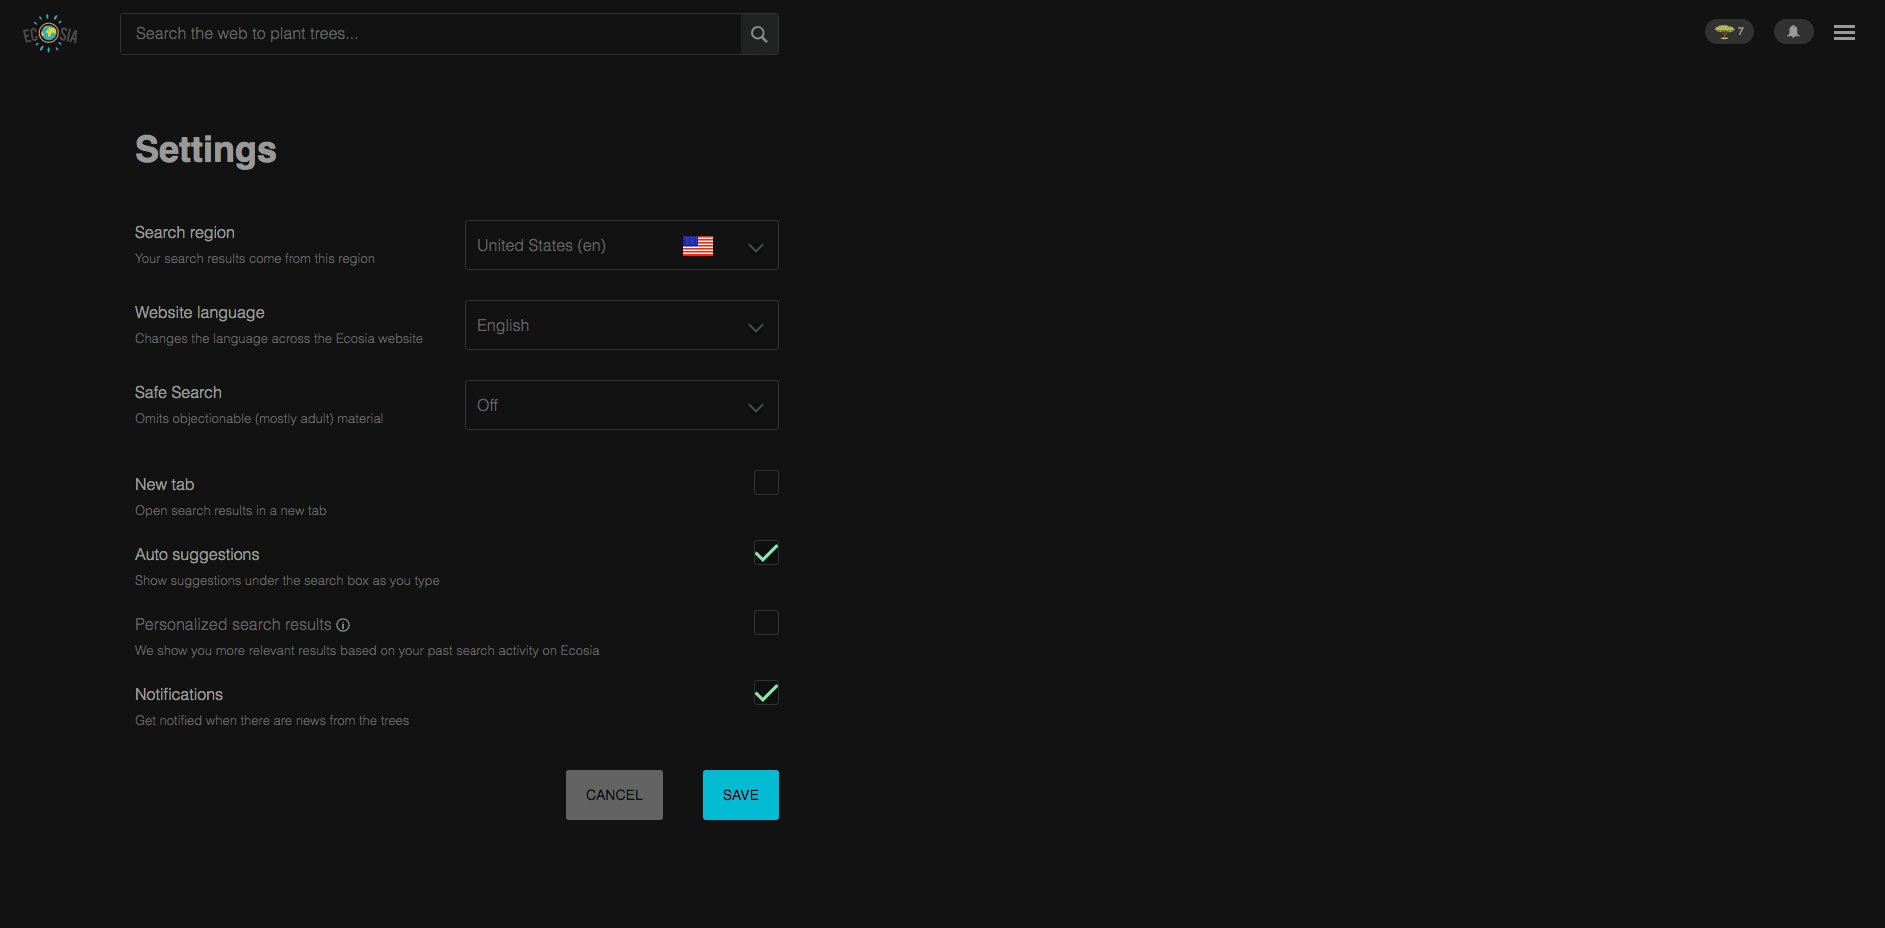 ECOSIA
Search the web to plant trees...
7
Settings
Search region
Your search results come from this region
United States (en)
Website language
Changes the language across the Ecosia website
English
Safe Search
Omits objectionable (mostly adult) material
Off
New tab
Open search results in a new tab
Auto suggestions
Show suggestions under the search box as you type
Personalized search results
We show you more relevant results based on your past search activity on Ecosia
Notifications
Get notified when there are news from the trees
CANCEL
SAVE